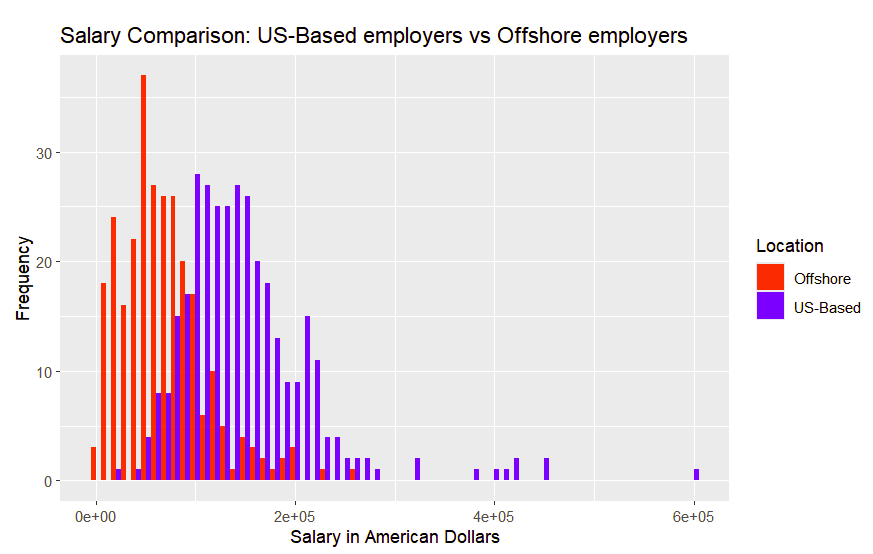 Salary Comparison: US-Based employers vs Offshore employers
Frequency
30
20
10
0
0e+00 2e+05 4e+05 6e+05
Salary in American Dollars
Location
Offshore
US-Based